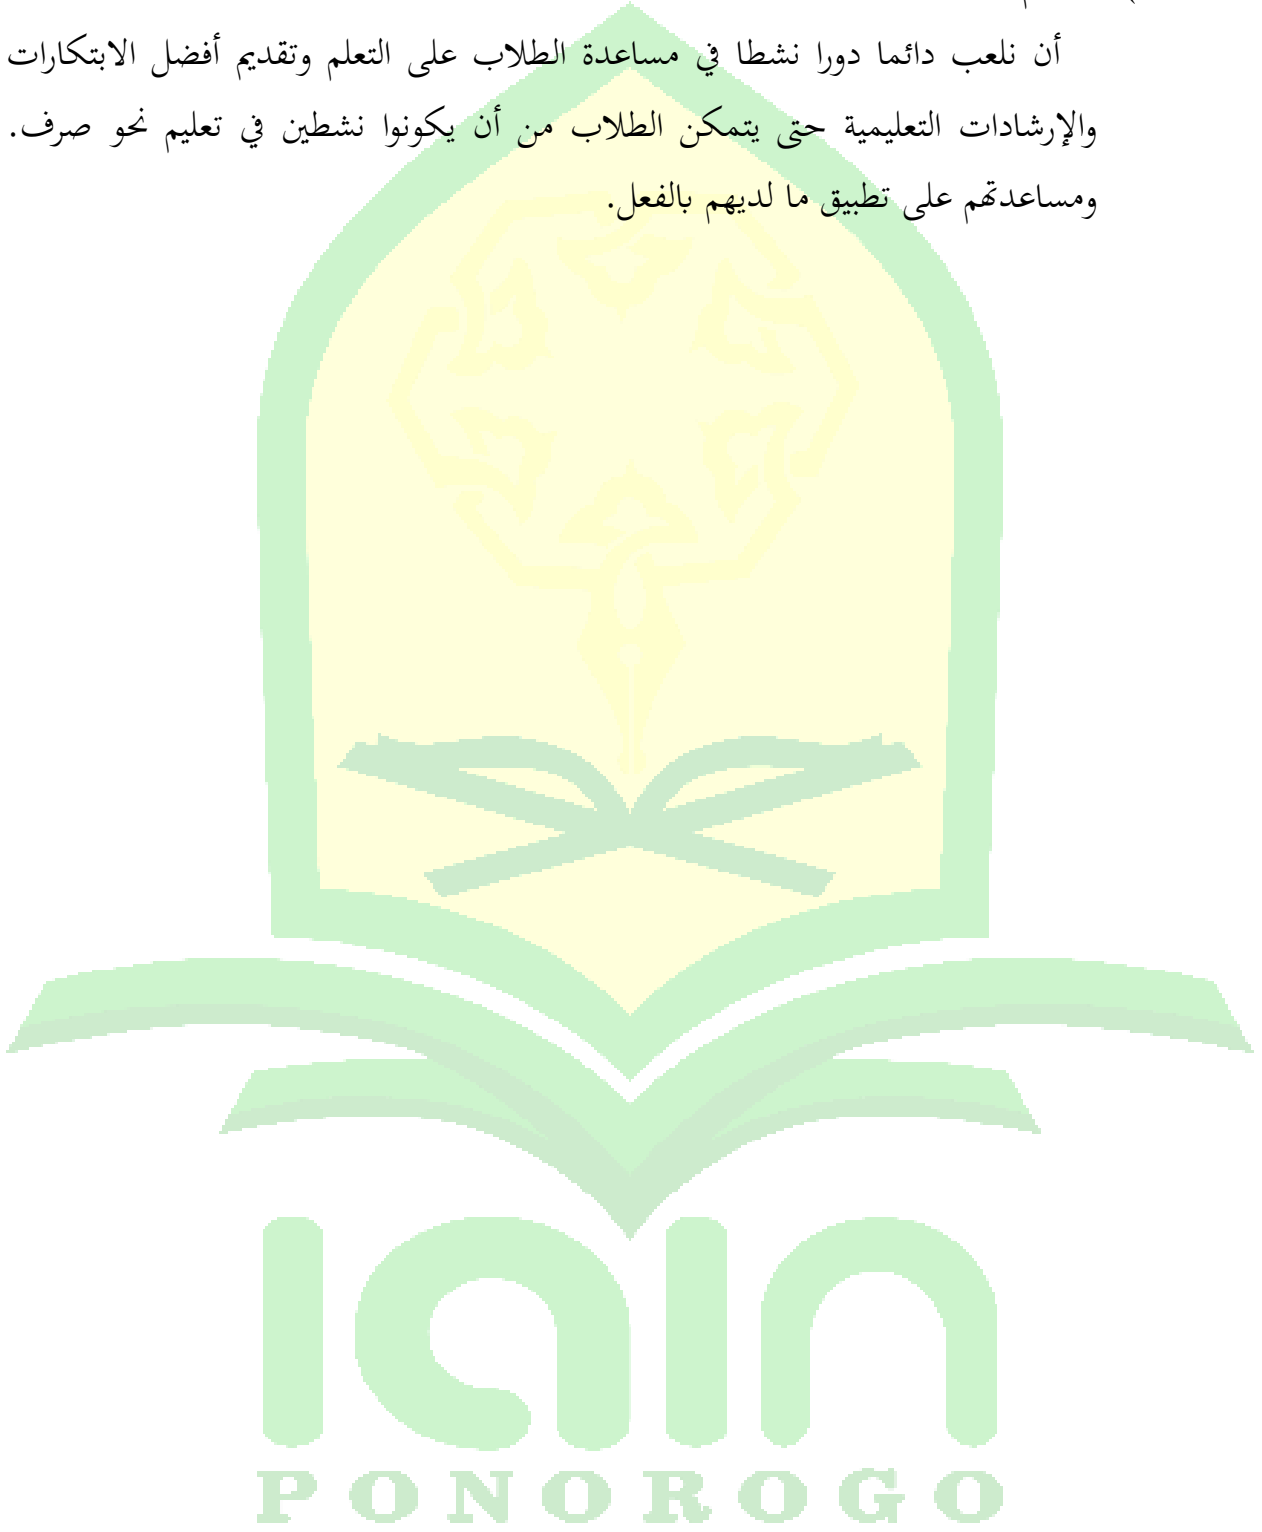 أن نلعب دائما دورا نشطا في مساعدة الطلاب على التعلم وتقديم أفضل الابتكارات
والإرشادات التعليمية حتى يتمكن الطلاب من أن يكونوا نشطين في تعليم نحو صرف.
ومساعدتهم على تطبيق ما لديهم بالفعل.
iain
PONOROGO